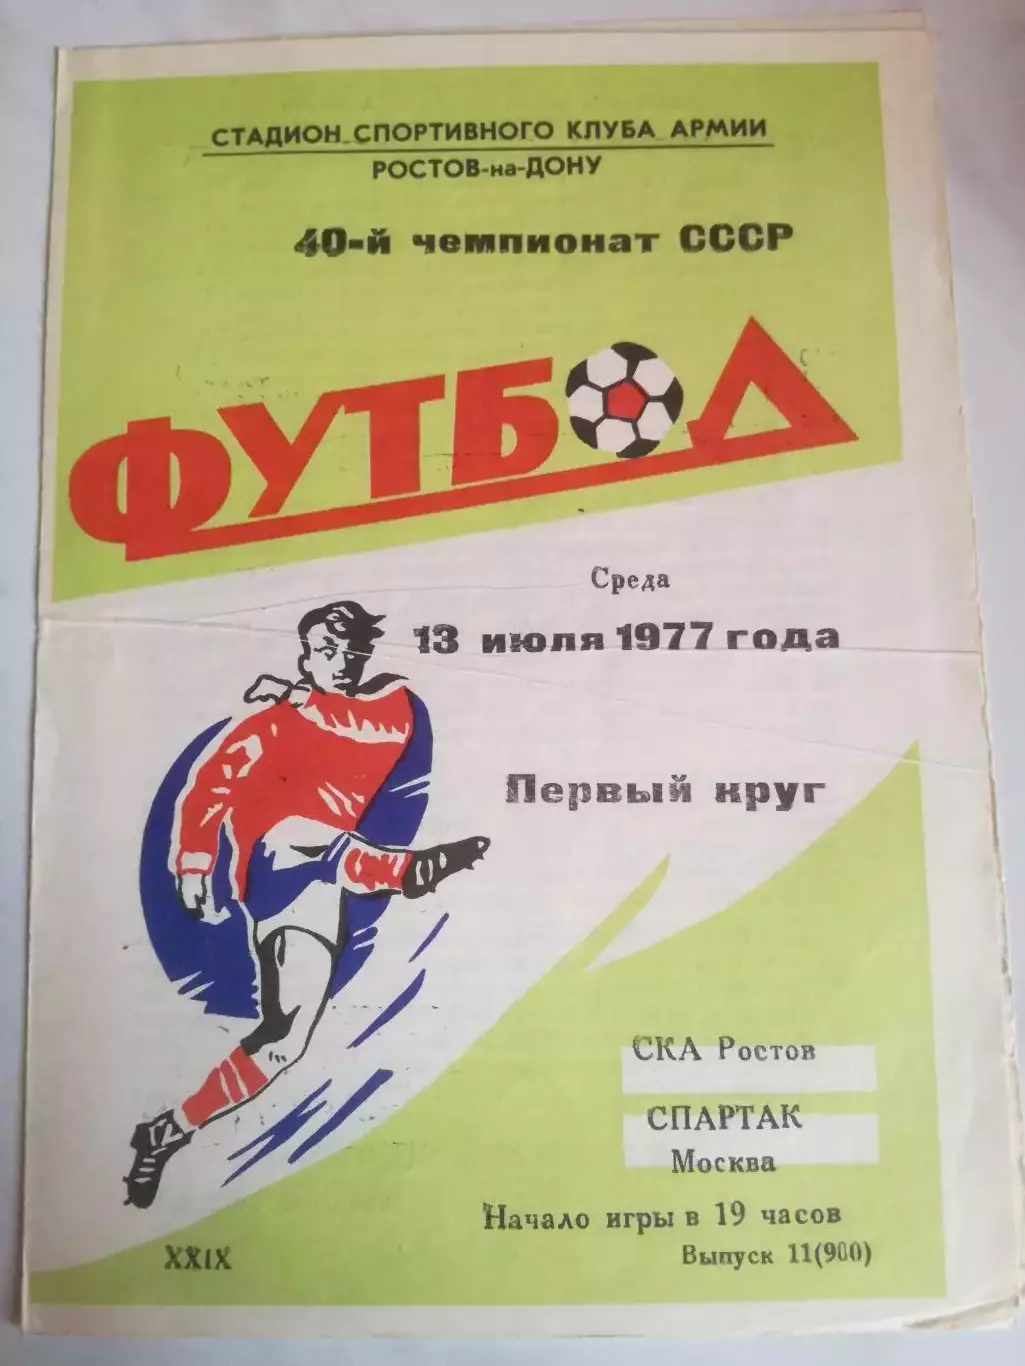 СТАДИОН СПОРТИВНОГО КЛУБА АРМИИ
РОСТОВ-на-ДОНУ
40-й чемпионат СССР
ФУТБОЛ
Среда
13 июля 1977 года
Первый круг
СКА Ростов
СПАРТАК
Москва
Начало игры в 19 часов
XXIX
Выпуск 11(900)